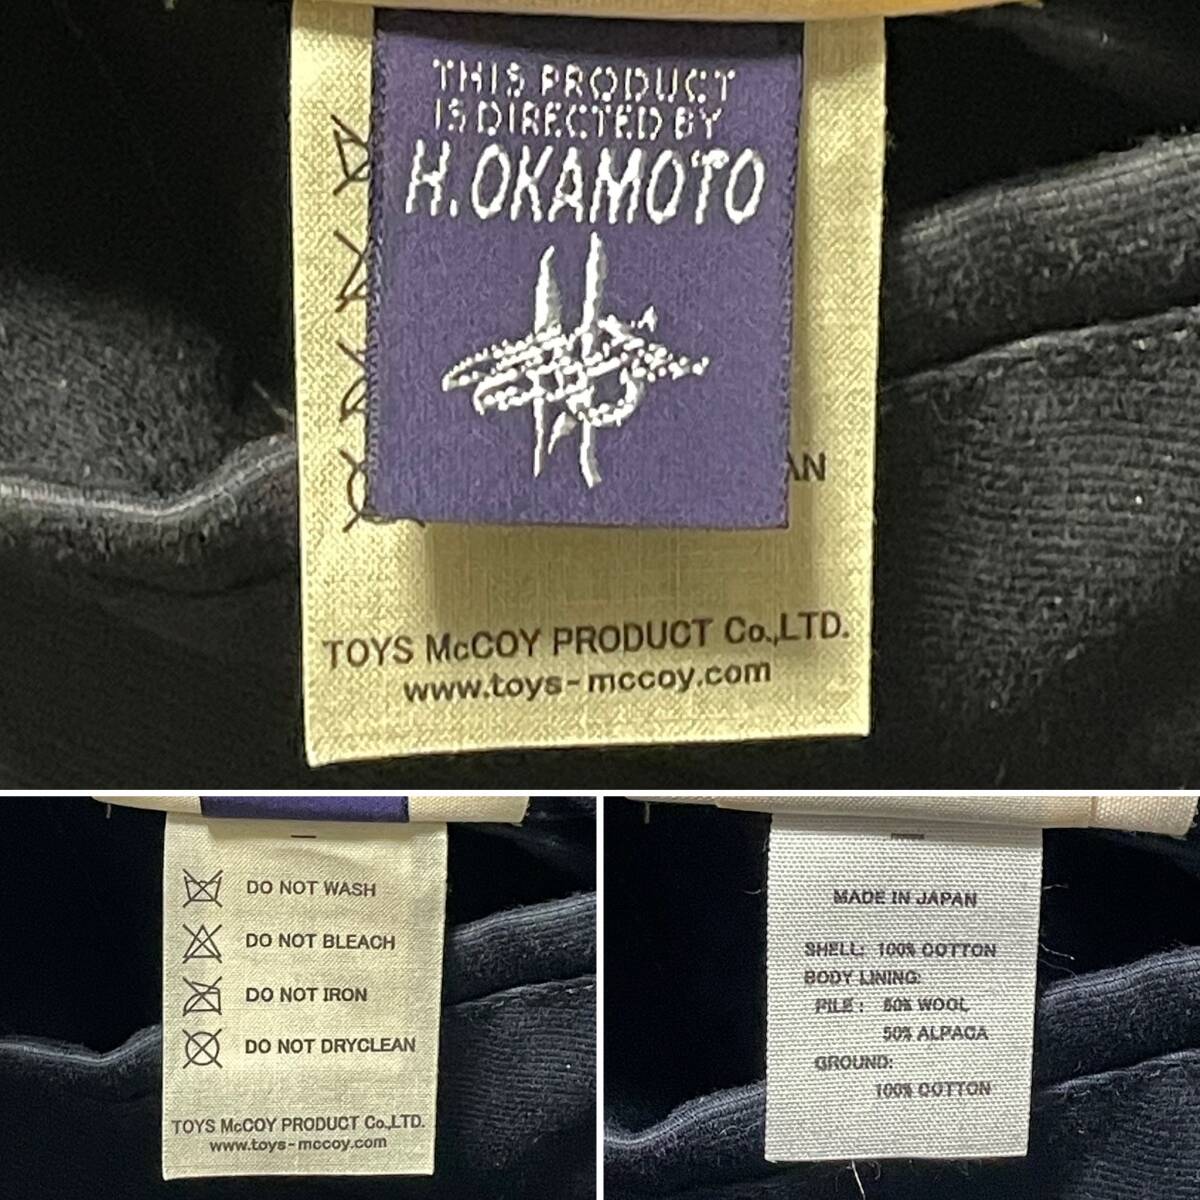 THIS PRODUCT
IS DIRECTED BY
H.OKAMOTO
AN
TOYS McCOY PRODUCT Co.,LTD.
www.toys-mccoy.com
DO NOT WASH
DO NOT BLEACH
DO NOT IRON
DO NOT DRYCLEAN
TOYS McCOY PRODUCT Co.,LTD.
www.toys-mccoy.com
MADE IN JAPAN
SHELL: 100% COTTON
BODY LINING:
PILE: 50% WOOL
50% ALPACA
GROUND:
100% COTTON